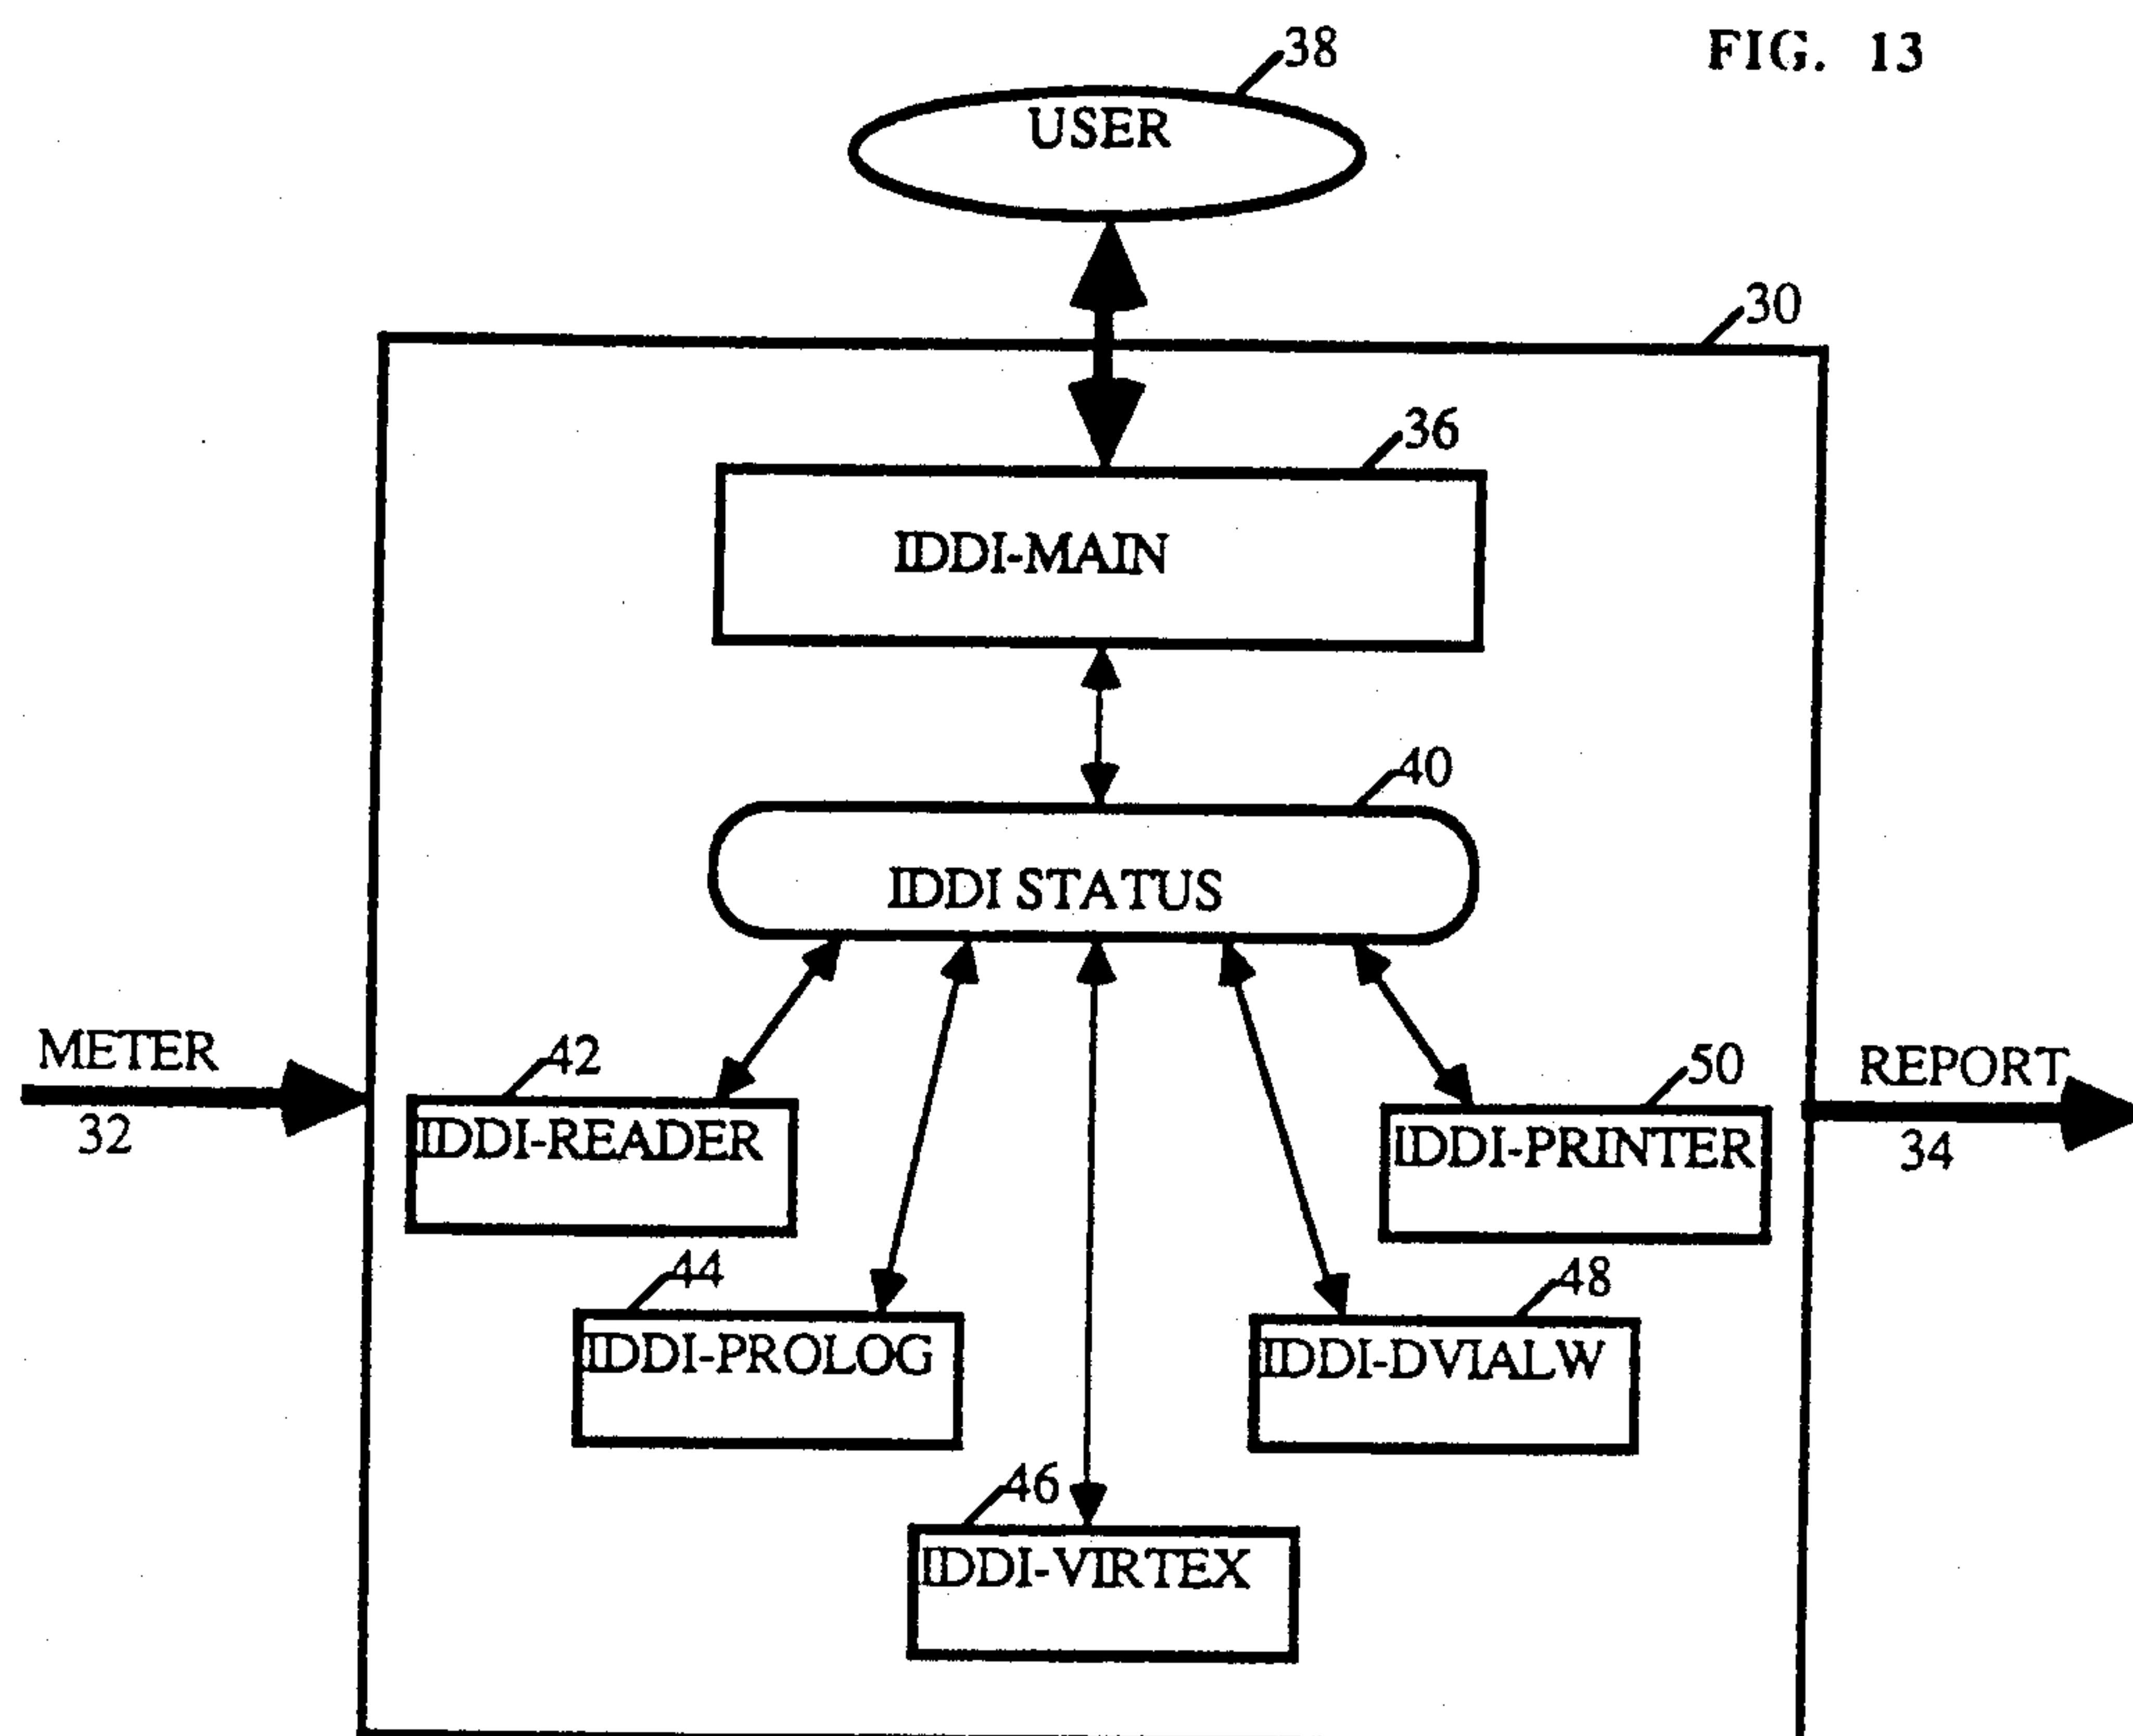 FIG. 13
38
USER
30
36
IDDI-MAIN
40
IDDI STATUS
METER
32
42
IDDI-READER
50
IDDI-PRINTER
REPORT
34
44
IDDI-PROLOG
48
IDDI-DVIALW
46
IDDI-VIRTEX